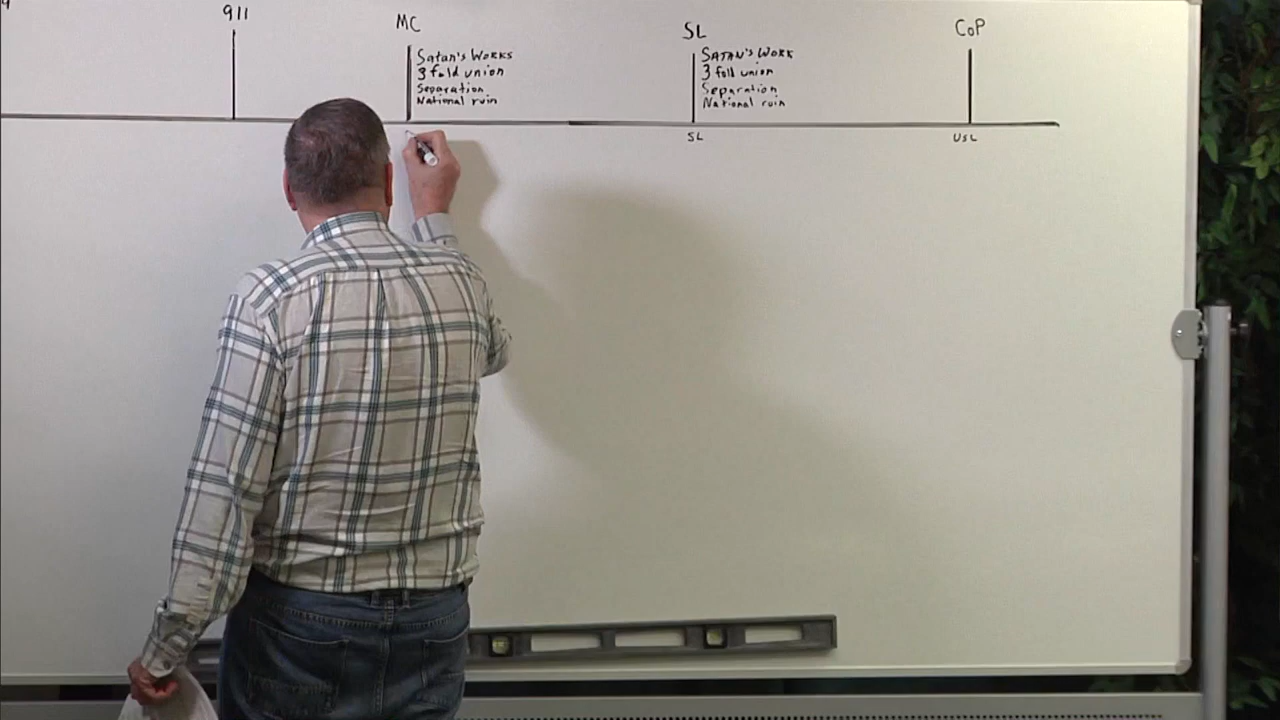 911
MC
Satan's Works
3 fold union
Separation
National ruin
SL
SATAN'S WORK
3 foll union
Separation
National ruin
CoP
SL
USL